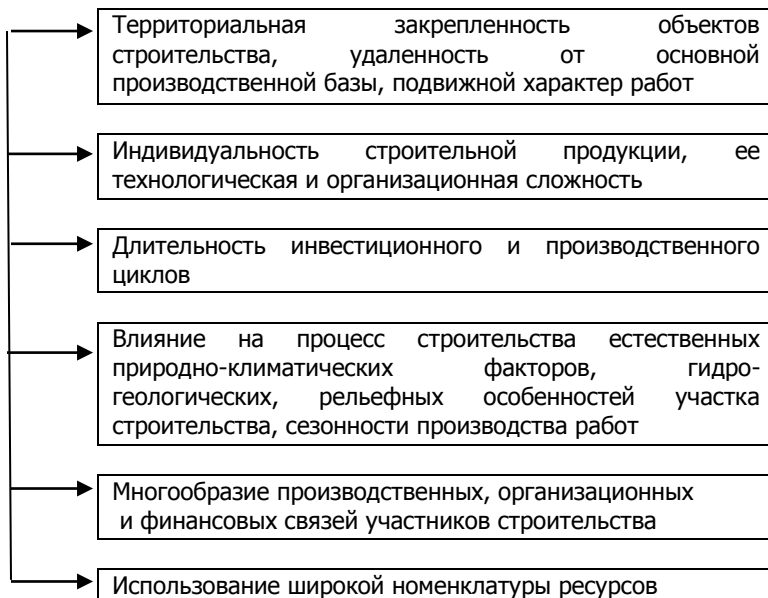 Территориальная закрепленность объектов
строительства, удаленность от основной
производственной базы, подвижной характер работ
Индивидуальность строительной продукции, ее
технологическая и организационная сложность
Длительность инвестиционного и производственного
циклов
Влияние на процесс строительства естественных
природно-климатических факторов, гидро-
геологических, рельефных особенностей участка
строительства, сезонности производства работ
Многообразие производственных, организационных
и финансовых связей участников строительства
Использование широкой номенклатуры ресурсов